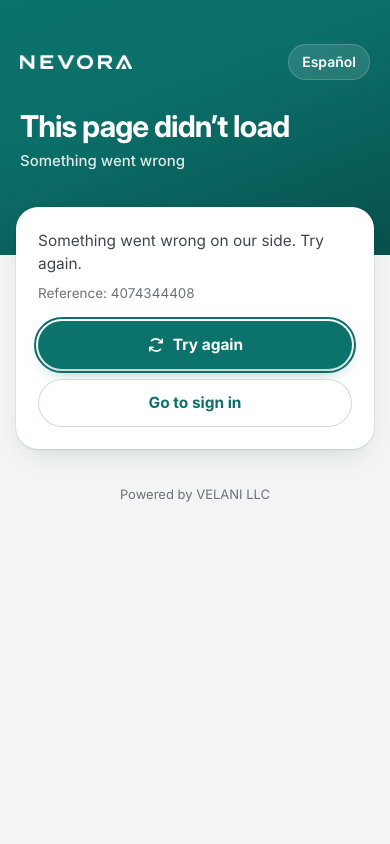 NEVORA
Español
This page didn’t load
Something went wrong
Something went wrong on our side. Try
again.
Reference: 4074344408
Try again
Go to sign in
Powered by VELANI LLC